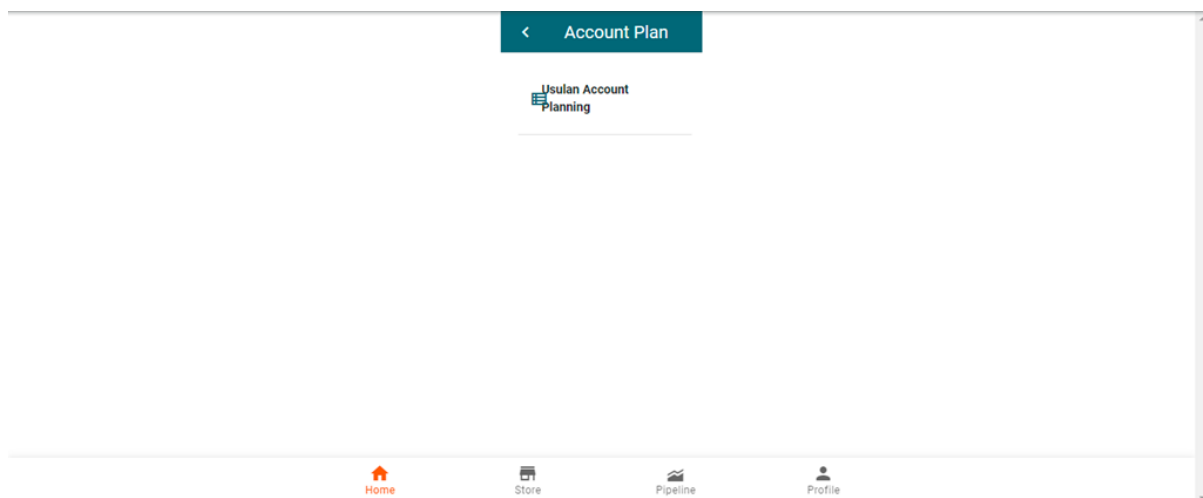 Account Plan
Usulan Account
Planning
Home
Store
Pipeline
Profile